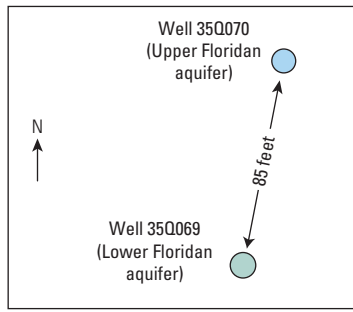 Well 35Q070
(Upper Floridan
aquifer)
N
85 feet
Well 35Q069
(Lower Floridan
aquifer)